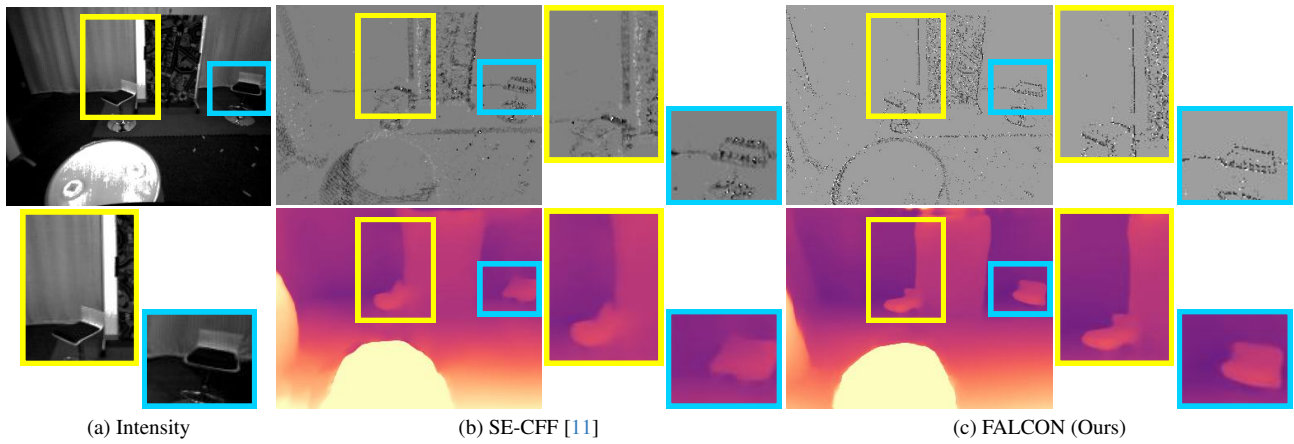 (a) Intensity
(b) SE-CFF [11]
(c) FALCON (Ours)